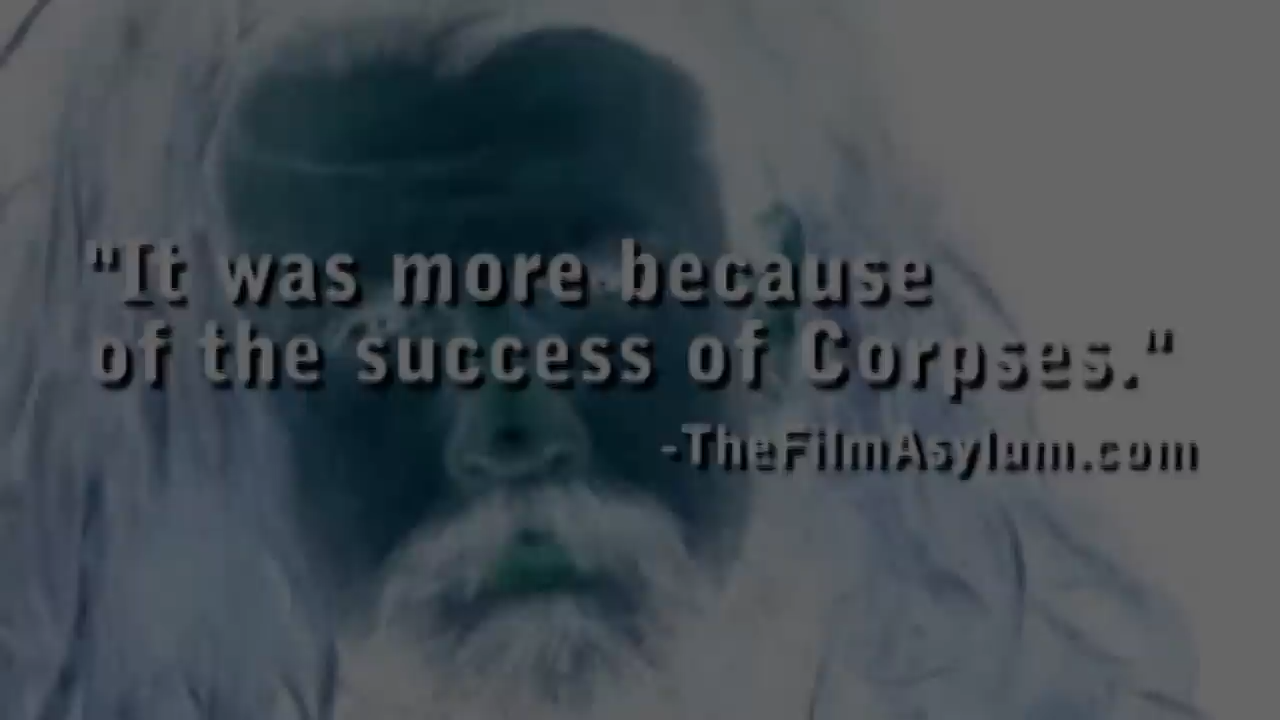 "It was more because
of the success of Corpses."
-TheFilmAsylum.com